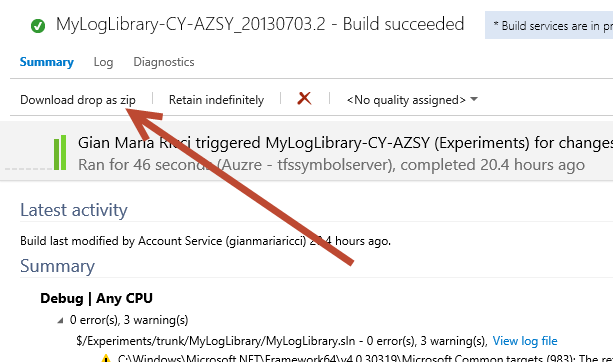 MyLogLibrary-CY-AZSY_20130703.2 - Build succeeded
* Build services are in pr
Summary Log Diagnostics
Download drop as zip Retain indefinitely <No quality assigned>
Gian Maria Ricci triggered MyLogLibrary-CY-AZSY (Experiments) for changes
Ran for 46 seconds (Auzre - tfssymbolserver), completed 20.4 hours ago
Latest activity
Build last modified by Account Service (gianmariaricci) 20.4 hours ago.
Summary
Debug | Any CPU
0 error(s), 3 warning(s)
$/Experiments/trunk/MyLogLibrary/MyLogLibrary.sln - 0 error(s), 3 warning(s), View log file
C:\Windows\Microsoft.NET\Framework64\v4.0.30319\Microsoft.Common.targets (983): The re